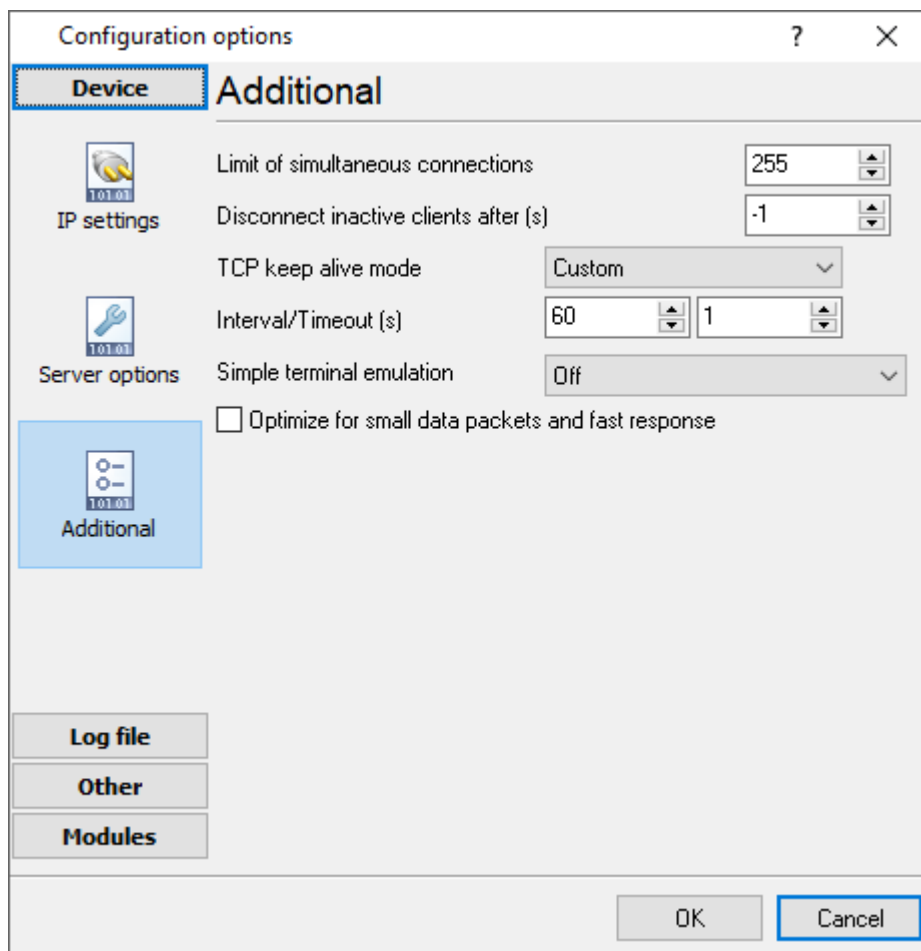 Configuration options
?
Device
Additional
101.01
IP settings
101.01
Server options
101.01
Additional
Limit of simultaneous connections 255
Disconnect inactive clients after (s) -1
TCP keep alive mode Custom
Interval/Timeout (s) 60 1
Simple terminal emulation Off
Optimize for small data packets and fast response
Log file
Other
Modules
OK Cancel